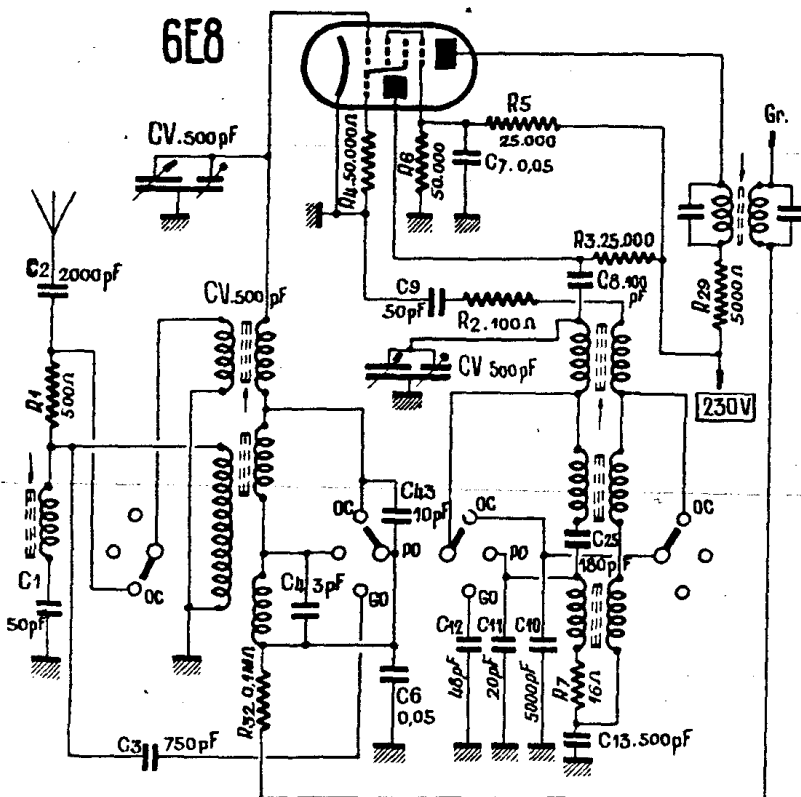 6E8
CV.500pF
R4.50.000Ω
R6
50.000
C7.0,05
R5
25.000
Gr.
C2
2000pF
CV.500pF
C9
50pF
R2.100Ω
R3.25.000
C8.100
pF
R29
5000Ω
R1
500Ω
CV 500pF
230V
C1
50pF
OC
OC
C43
10pF
PO
GO
C4
3pF
OC
PO
GO
C25
180pF
OC
C12
48pF
C11
20pF
C10
5000pF
R7
16Ω
R32 0,1MΩ
C6
0,05
C3
750pF
C13.500pF